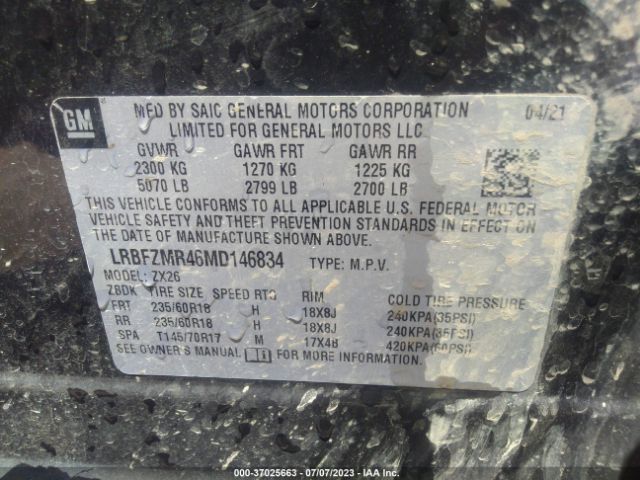 GM
MFD BY SAIC GENERAL MOTORS CORPORATION 04/21
LIMITED FOR GENERAL MOTORS LLC
GVWR GAWR FRT GAWR RR
2300 KG 1270 KG 1225 KG
5070 LB 2799 LB 2700 LB
THIS VEHICLE CONFORMS TO ALL APPLICABLE U.S. FEDERAL MOTOR
VEHICLE SAFETY AND THEFT PREVENTION STANDARDS IN EFFECT ON
THE DATE OF MANUFACTURE SHOWN ABOVE.
LRBFZMR46MD146834 TYPE: M.P.V.
MODEL: ZX26
ZBDK TIRE SIZE SPEED RTG RIM COLD TIRE PRESSURE
FRT 235/60R18 H 18X8J 240KPA(35PSI)
RR 235/60R18 H 18X8J 240KPA(35PSI)
SPA T145/70R17 M 17X4B 420KPA(60PSI)
SEE OWNER'S MANUAL FOR MORE INFORMATION.
000-37025663 - 07/07/2023 - IAA Inc.